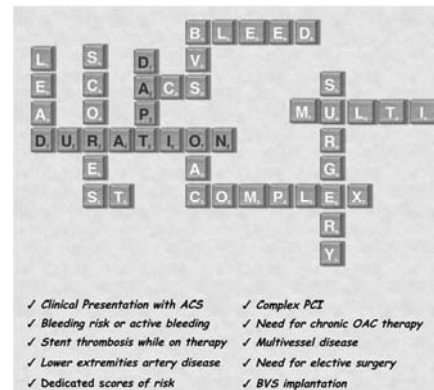 BLEED
LEAD
SCORES
DAPT
BVS
ACS
SURGERY
MULTI
DURATION
OAC
ST
COMPLEX
✓ Clinical Presentation with ACS
✓ Bleeding risk or active bleeding
✓ Stent thrombosis while on therapy
✓ Lower extremities artery disease
✓ Dedicated scores of risk
✓ Complex PCI
✓ Need for chronic OAC therapy
✓ Multivessel disease
✓ Need for elective surgery
✓ BVS implantation